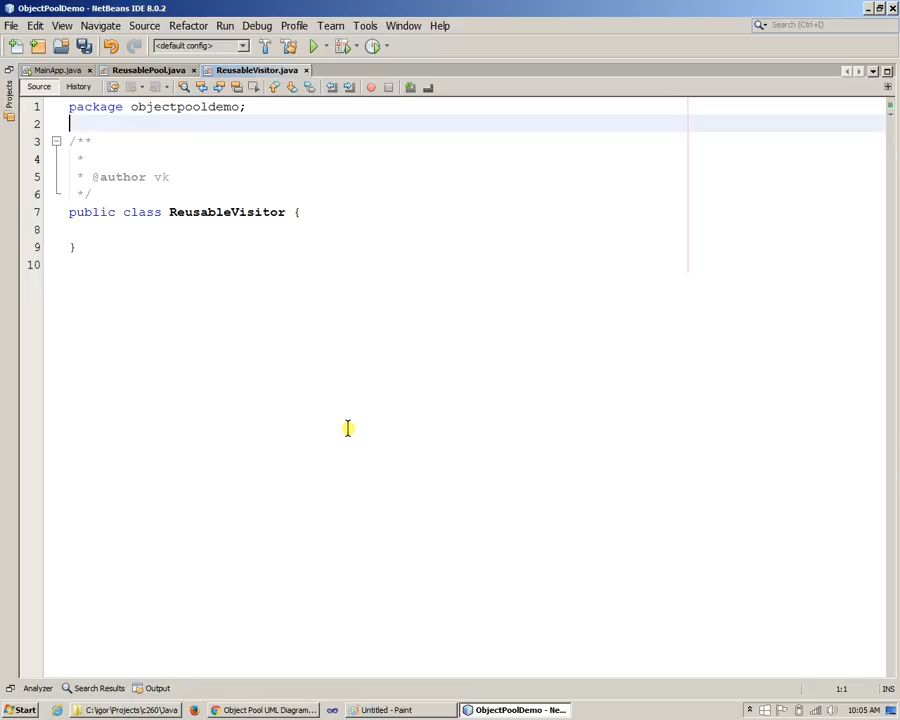 ObjectPoolDemo - NetBeans IDE 8.0.2
File Edit View Navigate Source Refactor Run Debug Profile Team Tools Window Help
Search (Ctrl+I)
<default config>
MainApp.java ReusablePool.java ReusableVisitor.java
Source History
Projects
1 package objectpooldemo;
2
3 /**
4 *
5 * @author vk
6 */
7 public class ReusableVisitor {
8
9 }
10
Analyzer Search Results Output
1:1 INS
Start C:\igor\Projects\c260\Java Object Pool UML Diagram... Untitled - Paint ObjectPoolDemo - Ne... 10:05 AM